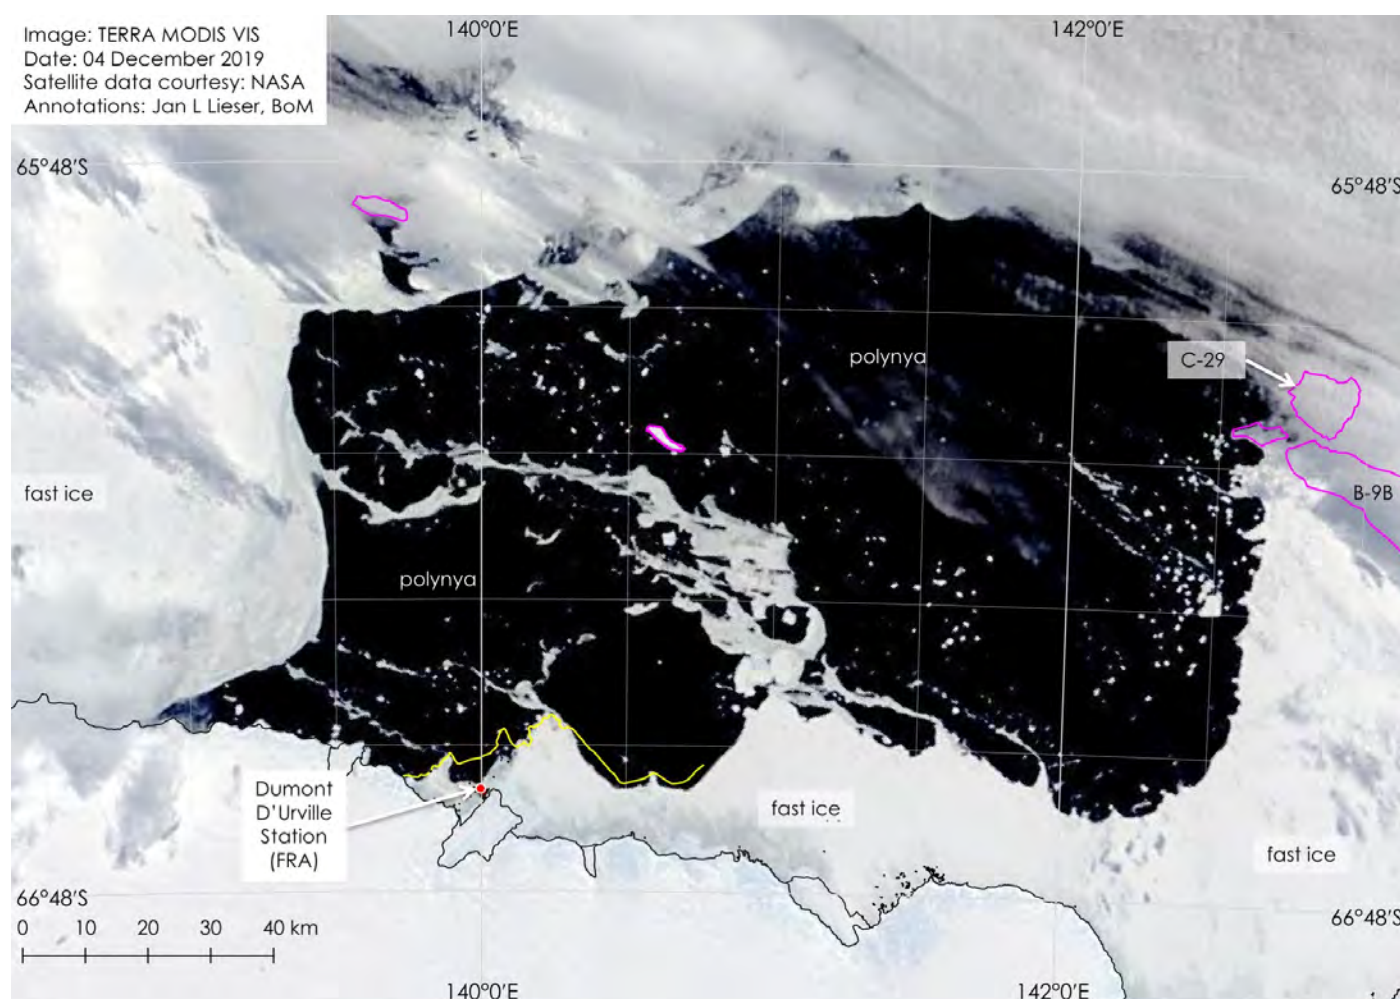 Image: TERRA MODIS VIS
Date: 04 December 2019
Satellite data courtesy: NASA
Annotations: Jan L Lieser, BoM
140°0'E
142°0'E
65°48'S
65°48'S
polynya
C-29
fast ice
B-9B
polynya
Dumont
D'Urville
Station
(FRA)
fast ice
fast ice
66°48'S
66°48'S
0 10 20 30 40 km
140°0'E
142°0'E